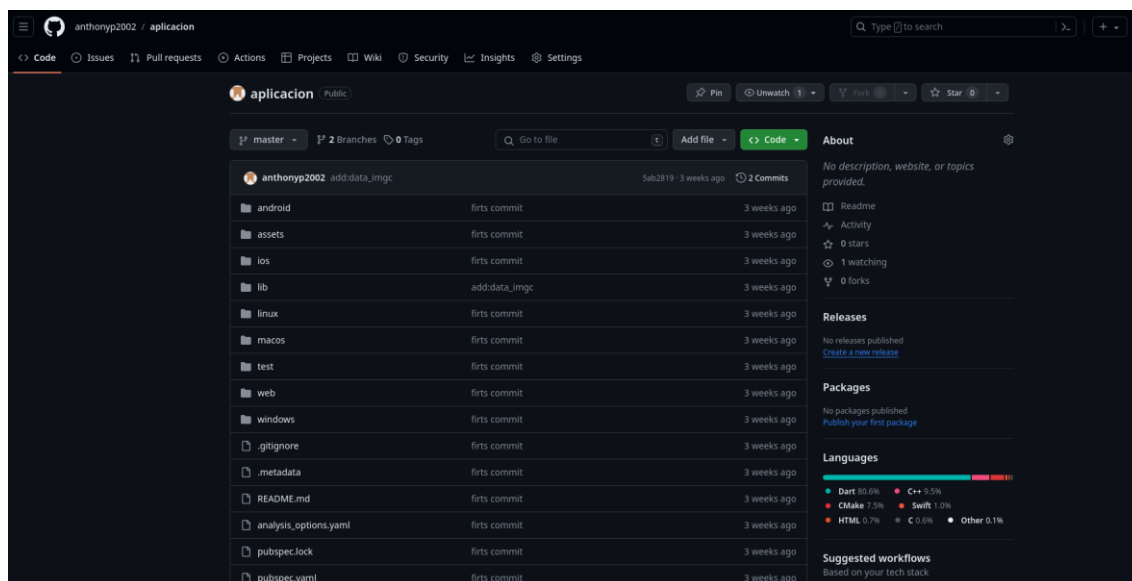 anthonyp2002 / aplicacion
Type / to search
Code Issues Pull requests Actions Projects Wiki Security Insights Settings
aplicacion Public
Pin Unwatch 1 Fork 0 Star 0
master 2 Branches 0 Tags Go to file t Add file Code
anthonyp2002 add:data_imgc 5ab2819 · 3 weeks ago 2 Commits
android firts commit 3 weeks ago
assets firts commit 3 weeks ago
ios firts commit 3 weeks ago
lib add:data_imgc 3 weeks ago
linux firts commit 3 weeks ago
macos firts commit 3 weeks ago
test firts commit 3 weeks ago
web firts commit 3 weeks ago
windows firts commit 3 weeks ago
.gitignore firts commit 3 weeks ago
.metadata firts commit 3 weeks ago
README.md firts commit 3 weeks ago
analysis_options.yaml firts commit 3 weeks ago
pubspec.lock firts commit 3 weeks ago
pubspec.yaml firts commit 3 weeks ago
About
No description, website, or topics
provided.
Readme
Activity
0 stars
1 watching
0 forks
Releases
No releases published
Create a new release
Packages
No packages published
Publish your first package
Languages
Dart 80.6% C++ 9.5%
CMake 7.5% Swift 1.0%
HTML 0.7% C 0.6% Other 0.1%
Suggested workflows
Based on your tech stack